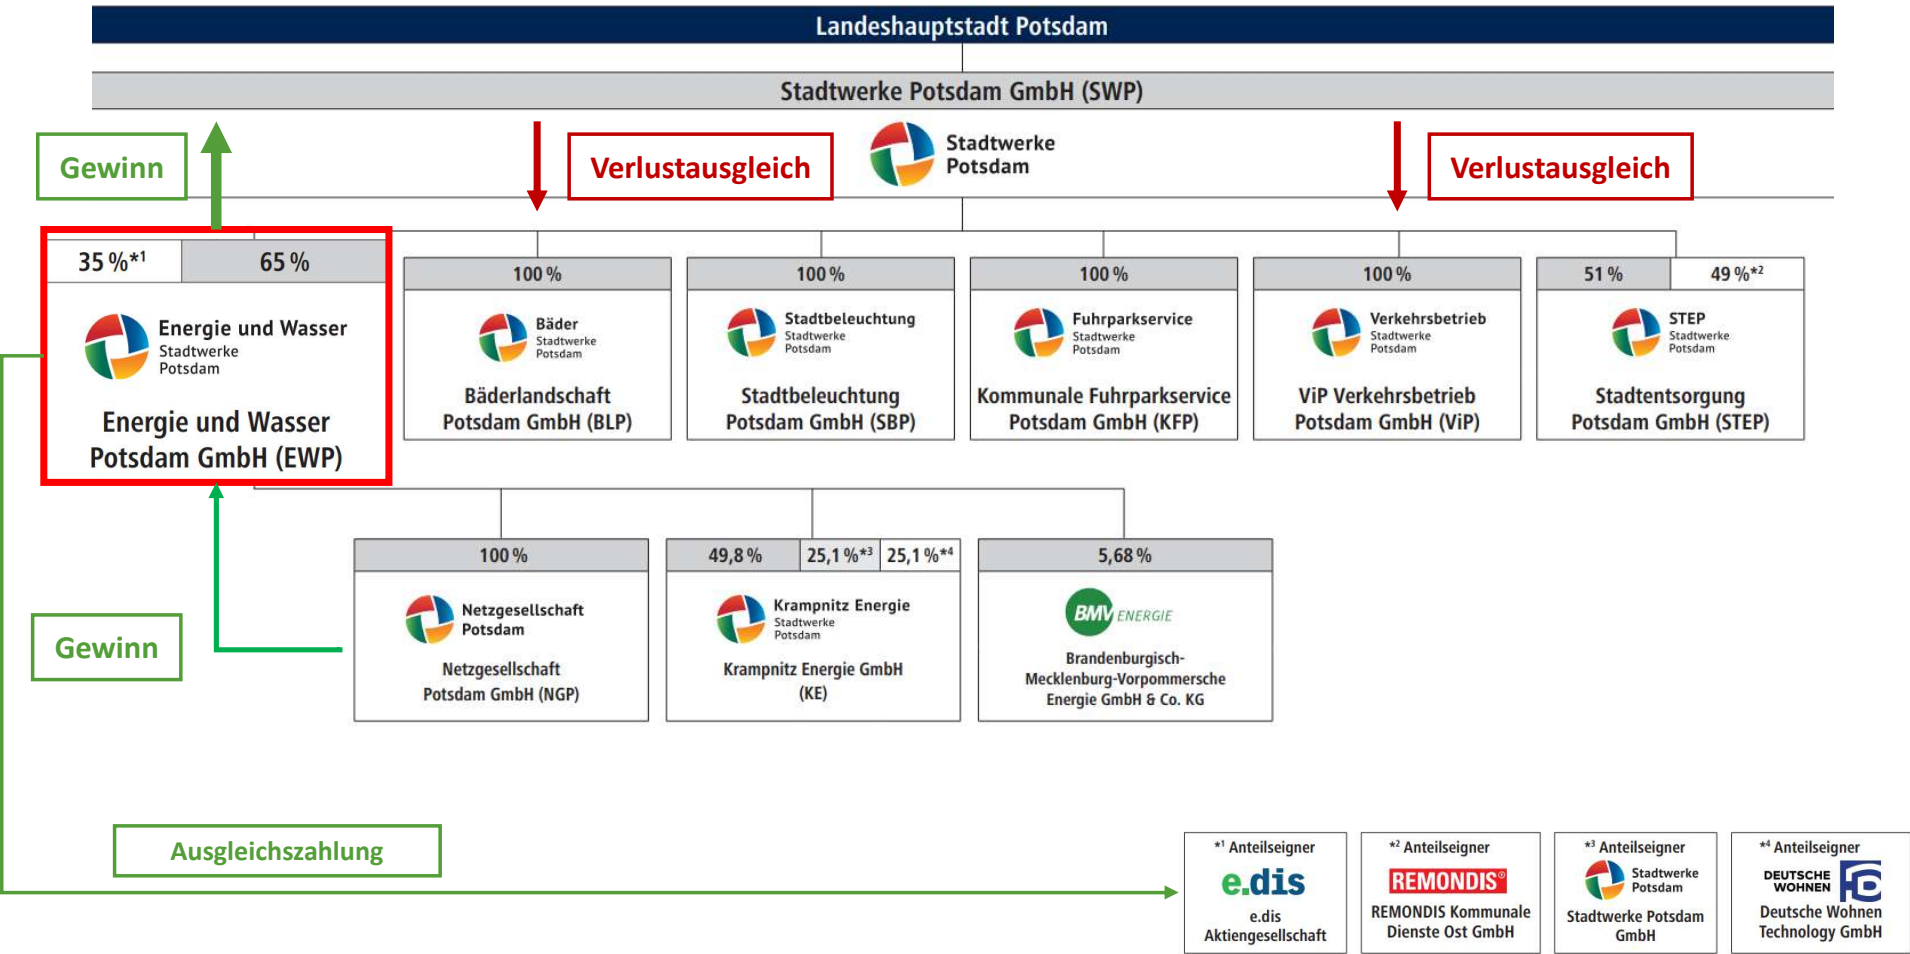 Landeshauptstadt Potsdam
Stadtwerke Potsdam GmbH (SWP)
Gewinn
Verlustausgleich
Stadtwerke
Potsdam
Verlustausgleich
35 %*1
65 %
Energie und Wasser
Stadtwerke
Potsdam
Energie und Wasser
Potsdam GmbH (EWP)
100 %
Bäder
Stadtwerke
Potsdam
Bäderlandschaft
Potsdam GmbH (BLP)
100 %
Stadtbeleuchtung
Stadtwerke
Potsdam
Stadtbeleuchtung
Potsdam GmbH (SBP)
100 %
Fuhrparkservice
Stadtwerke
Potsdam
Kommunale Fuhrparkservice
Potsdam GmbH (KFP)
100 %
Verkehrsbetrieb
Stadtwerke
Potsdam
ViP Verkehrsbetrieb
Potsdam GmbH (ViP)
51 %
49 %*2
STEP
Stadtwerke
Potsdam
Stadtentsorgung
Potsdam GmbH (STEP)
Gewinn
100 %
Netzgesellschaft
Potsdam
Netzgesellschaft
Potsdam GmbH (NGP)
49,8 %
25,1 %*3
25,1 %*4
Krampnitz Energie
Stadtwerke
Potsdam
Krampnitz Energie GmbH
(KE)
5,68 %
BMV ENERGIE
Brandenburgisch-
Mecklenburg-Vorpommersche
Energie GmbH & Co. KG
Ausgleichszahlung
*1 Anteilseigner
e.dis
e.dis
Aktiengesellschaft
*2 Anteilseigner
REMONDIS®
REMONDIS Kommunale
Dienste Ost GmbH
*3 Anteilseigner
Stadtwerke
Potsdam
Stadtwerke Potsdam
GmbH
*4 Anteilseigner
DEUTSCHE
WOHNEN
Deutsche Wohnen
Technology GmbH